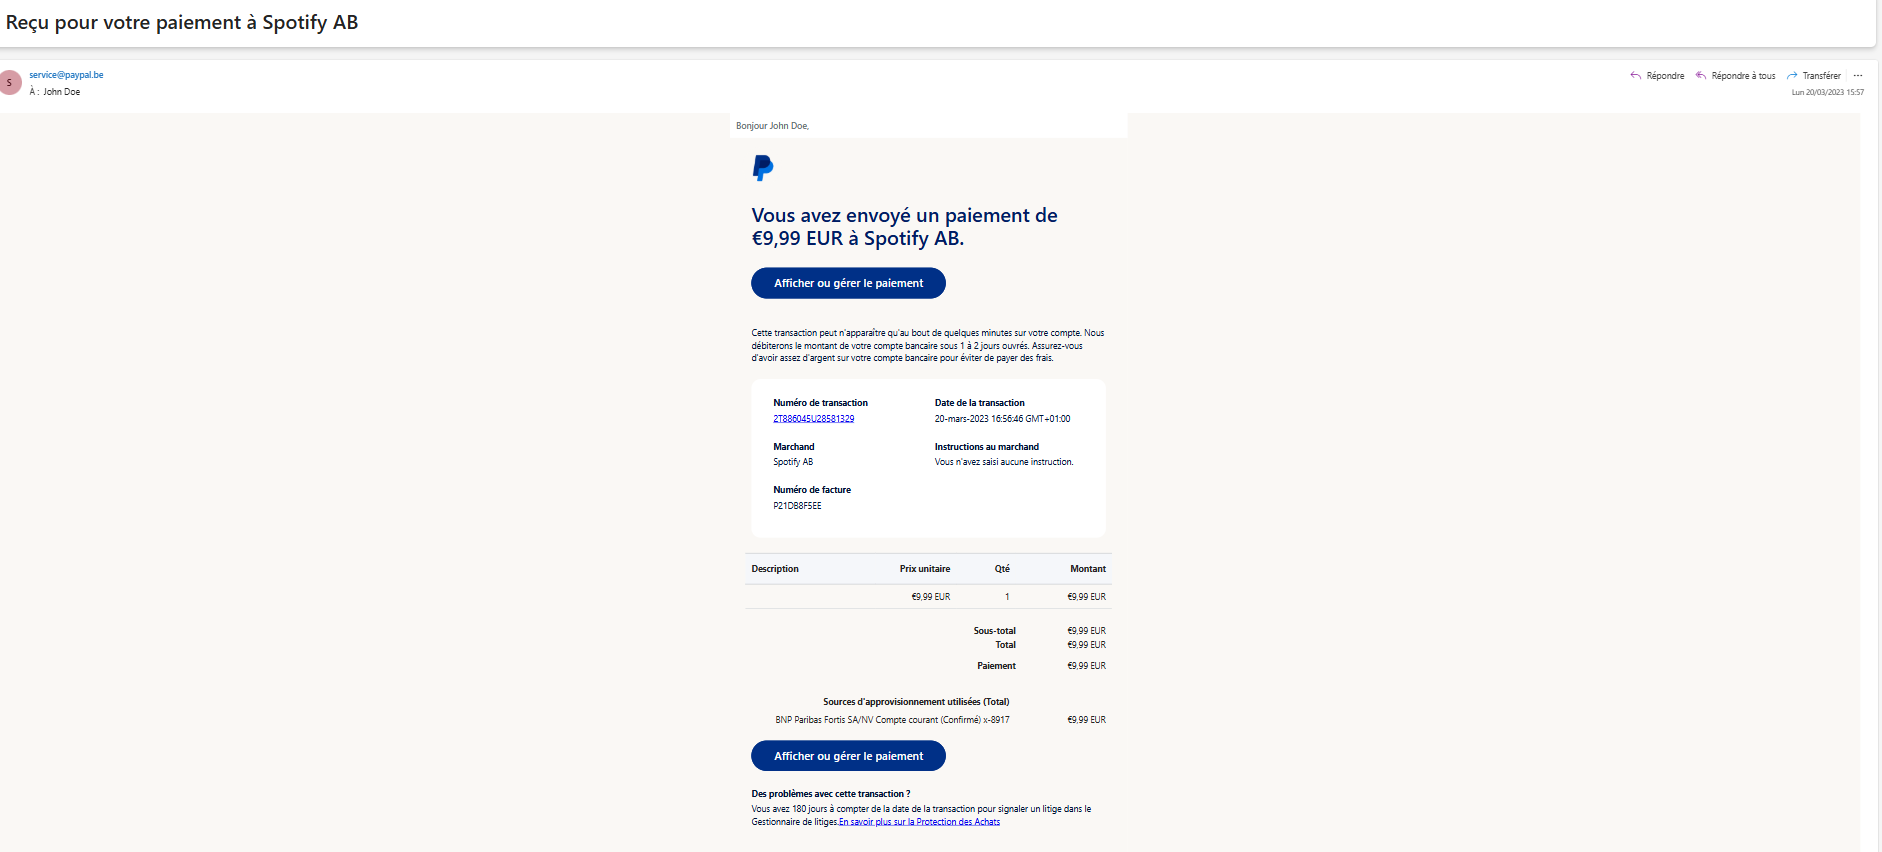 Reçu pour votre paiement à Spotify AB
S
service@paypal.be
À : John Doe
Répondre
Répondre à tous
Transférer
...
Lun 20/03/2023 15:57
Bonjour John Doe,
Vous avez envoyé un paiement de
€9,99 EUR à Spotify AB.
Afficher ou gérer le paiement
Cette transaction peut n'apparaître qu'au bout de quelques minutes sur votre compte. Nous
débiterons le montant de votre compte bancaire sous 1 à 2 jours ouvrés. Assurez-vous
d'avoir assez d'argent sur votre compte bancaire pour éviter de payer des frais.
Numéro de transaction
2T886045U28581329
Date de la transaction
20-mars-2023 16:56:46 GMT+01:00
Marchand
Spotify AB
Instructions au marchand
Vous n'avez saisi aucune instruction.
Numéro de facture
P21DB8F5EE
Description Prix unitaire Qté Montant
€9,99 EUR 1 €9,99 EUR
Sous-total €9,99 EUR
Total €9,99 EUR
Paiement €9,99 EUR
Sources d'approvisionnement utilisées (Total)
BNP Paribas Fortis SA/NV Compte courant (Confirmé) x-8917 €9,99 EUR
Afficher ou gérer le paiement
Des problèmes avec cette transaction ?
Vous avez 180 jours à compter de la date de la transaction pour signaler un litige dans le
Gestionnaire de litiges.En savoir plus sur la Protection des Achats